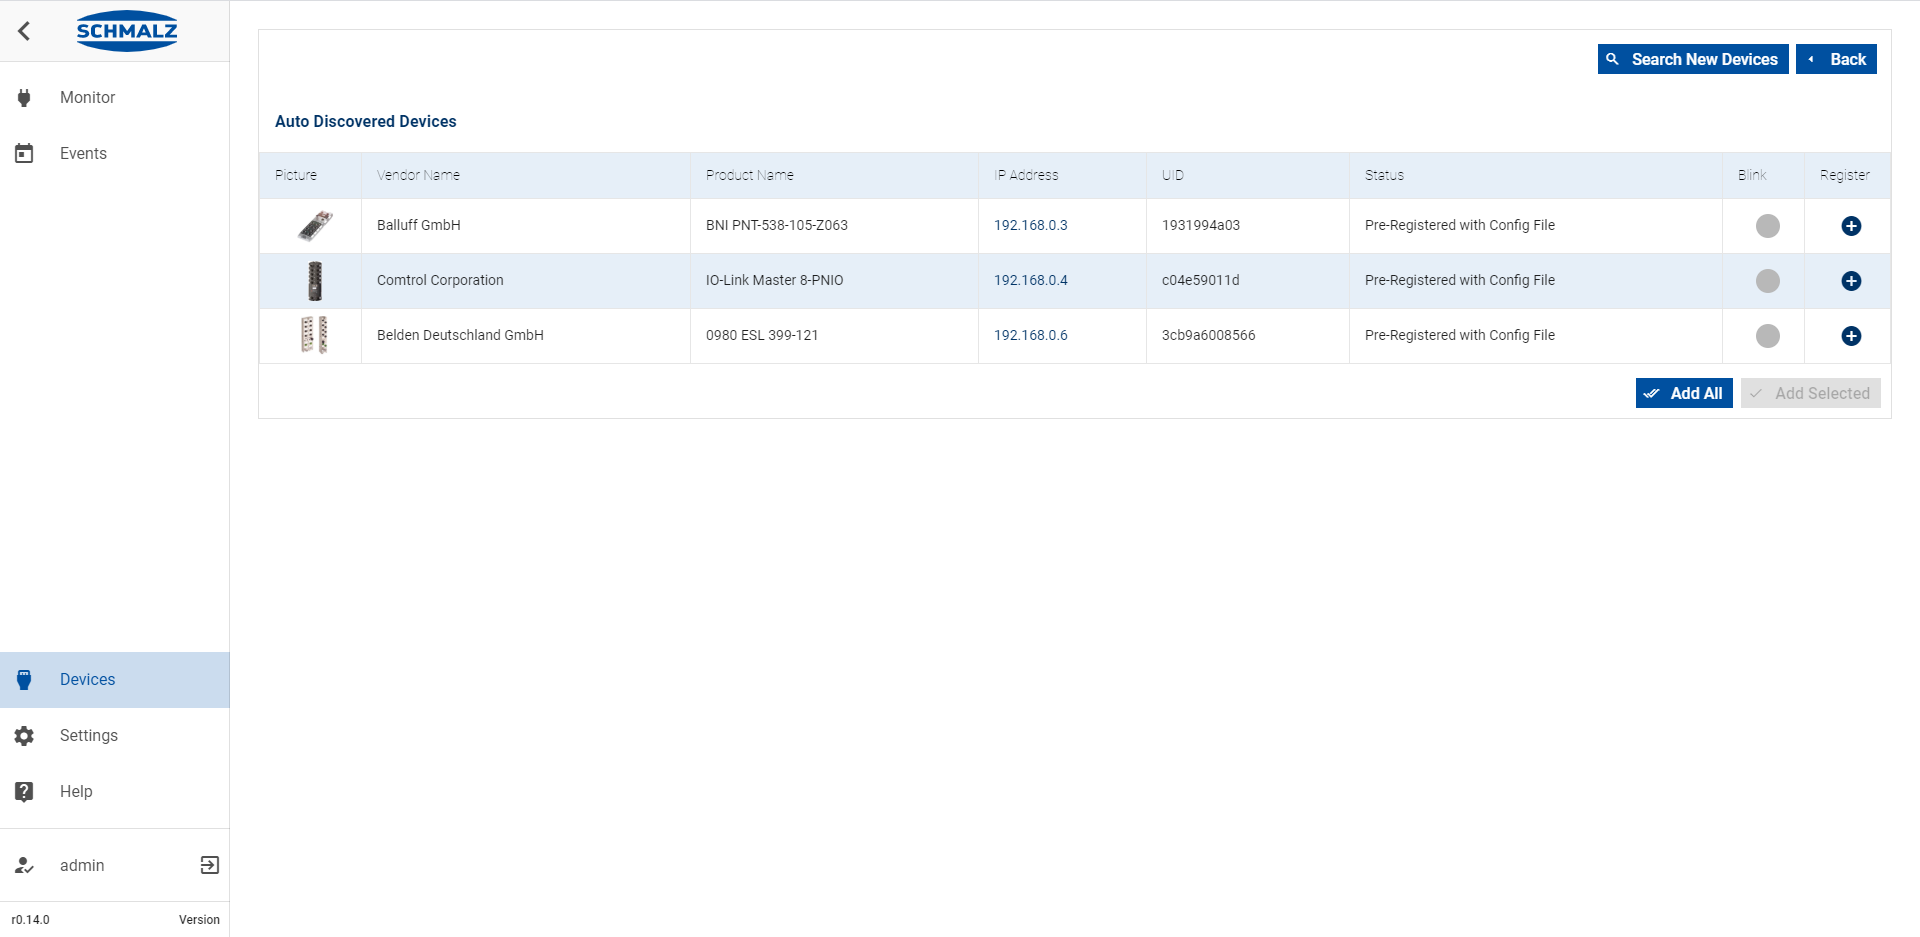 SCHMALZ
Monitor
Events
Devices
Settings
Help
admin
r0.14.0 Version
Search New Devices Back
Auto Discovered Devices
Picture Vendor Name Product Name IP Address UID Status Blink Register
Balluff GmbH BNI PNT-538-105-Z063 192.168.0.3 1931994a03 Pre-Registered with Config File
Comtrol Corporation IO-Link Master 8-PNIO 192.168.0.4 c04e59011d Pre-Registered with Config File
Belden Deutschland GmbH 0980 ESL 399-121 192.168.0.6 3cb9a6008566 Pre-Registered with Config File
Add All Add Selected